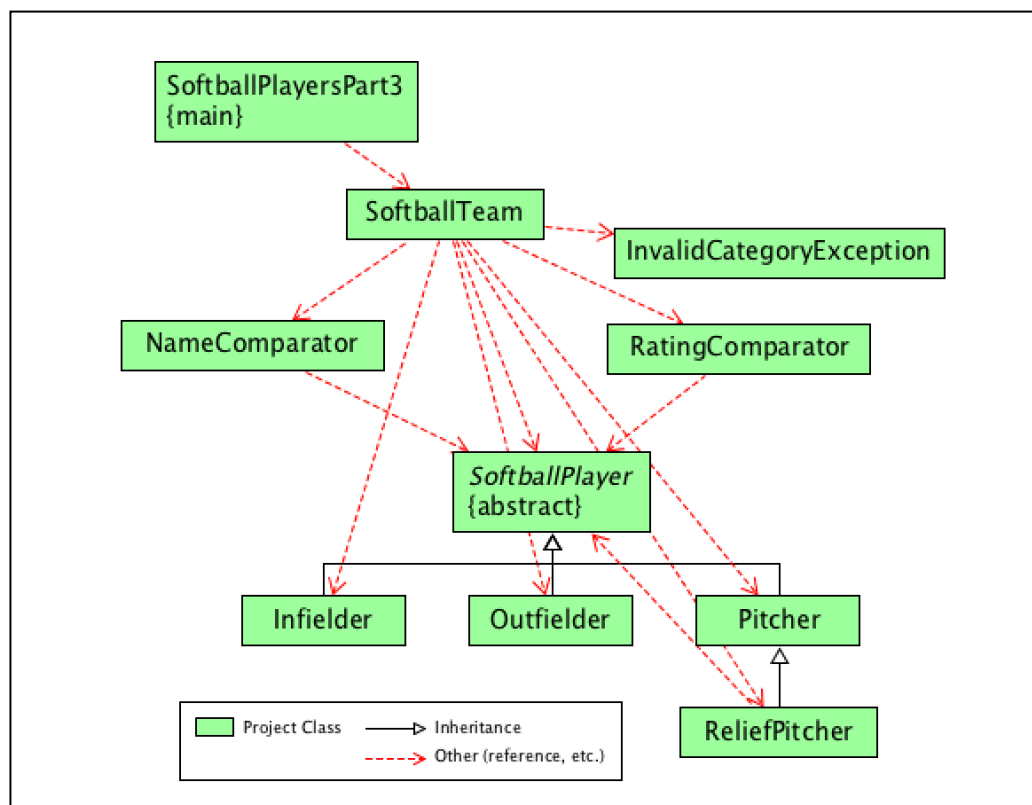 SoftballPlayersPart3
{main}
SoftballTeam
InvalidCategoryException
NameComparator
RatingComparator
SoftballPlayer
{abstract}
Infielder
Outfielder
Pitcher
ReliefPitcher
Project Class
Inheritance
Other (reference, etc.)